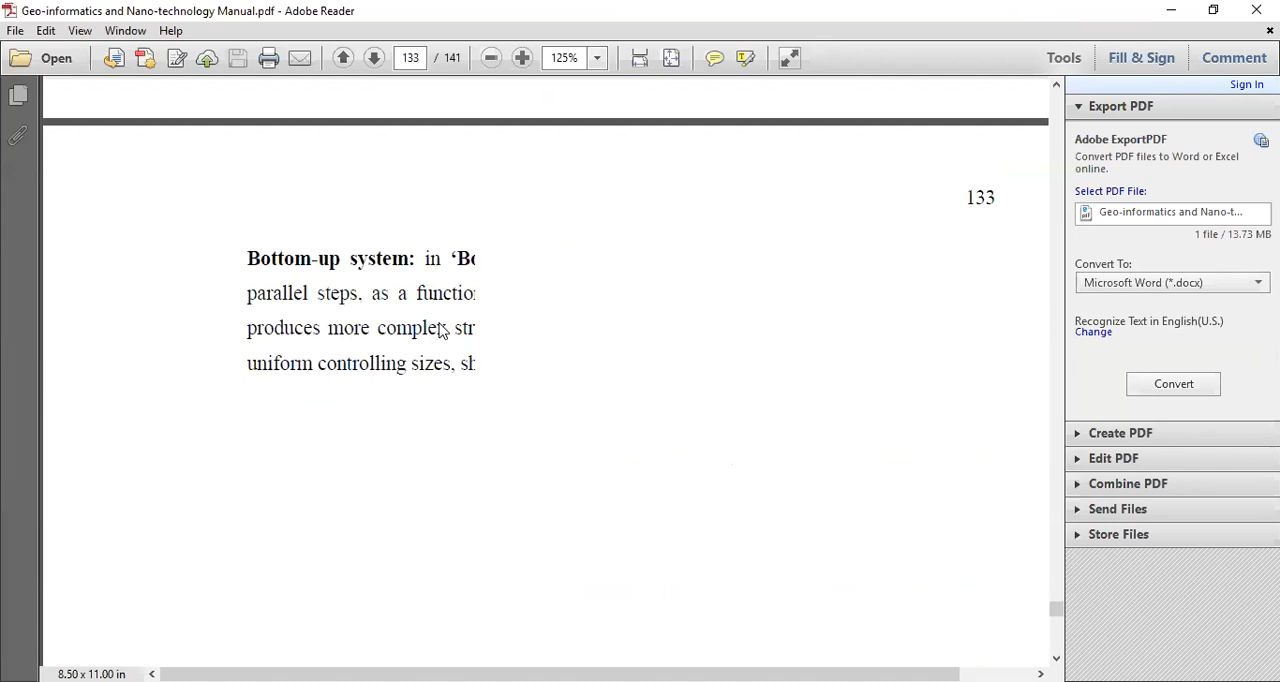 Geo-informatics and Nano-technology Manual.pdf - Adobe Reader
File Edit View Window Help
Open 133 / 141 125% Tools Fill & Sign Comment
Sign In
Export PDF
Adobe ExportPDF
Convert PDF files to Word or Excel
online.
Select PDF File:
Geo-informatics and Nano-t...
1 file / 13.73 MB
Convert To:
Microsoft Word (*.docx)
Recognize Text in English(U.S.)
Change
Convert
Create PDF
Edit PDF
Combine PDF
Send Files
Store Files
133
Bottom-up system: in ‘Bo
parallel steps, as a function
produces more complex str
uniform controlling sizes, sh
8.50 x 11.00 in